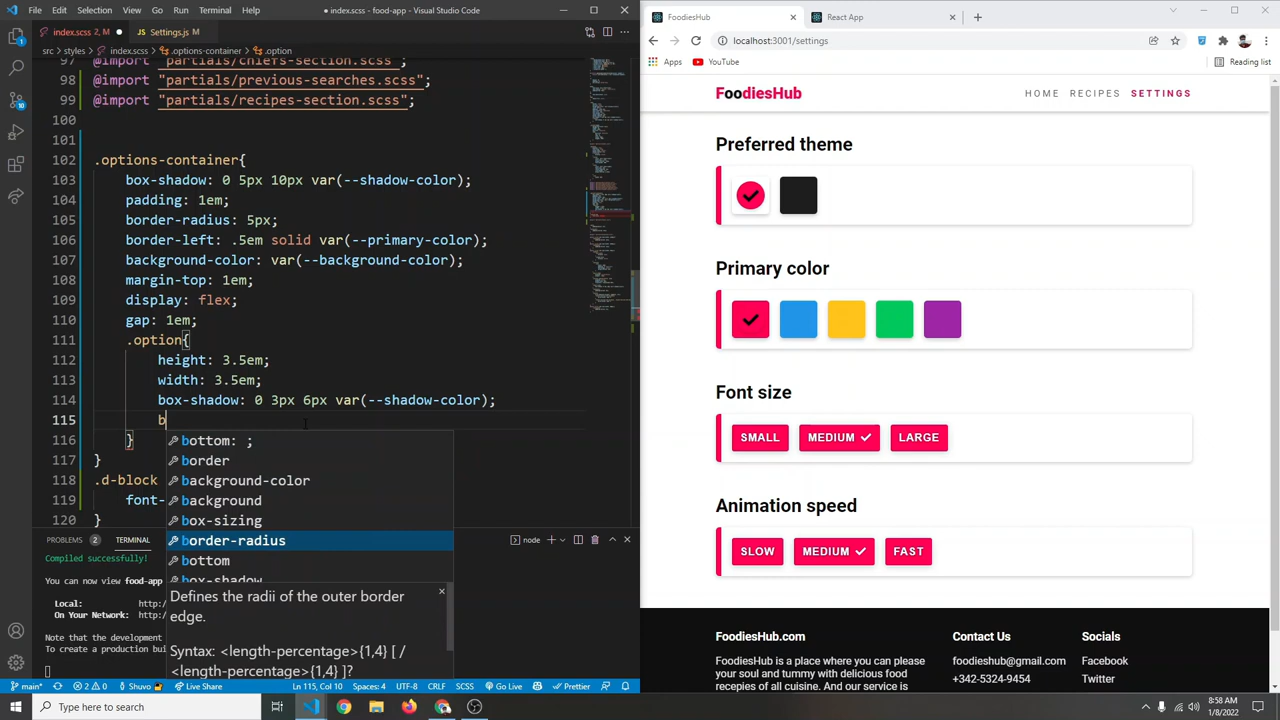 File Edit Selection View Go Run Terminal ● index.scss - food-app - Visual Studio Code
index.scss 2, M ● Settings.js M
src > styles > index.scss > .options-container > .option
97 @import "partials/chiefs-section.scss";
98 @import "partials/previous-searches.scss";
99 @import "partials/recipes-section.scss";
100
101
102 .options-container{
103 box-shadow: 0 5px 10px var(--shadow-color);
104 padding: 1em;
105 border-radius: 5px;
106 border-left: .5em solid var(--primary-color);
107 background-color: var(--background-color);
108 margin-top: 1em;
109 display: flex;
110 gap: 1em;
111 .option{
112 height: 3.5em;
113 width: 3.5em;
114 box-shadow: 0 3px 6px var(--shadow-color);
115 b
116 }
117 }
118 .d-block
119 font-
120 }
bottom: ;
border
background-color
background
box-sizing
border-radius
bottom
box-shadow
Defines the radii of the outer border
edge.
Syntax: <length-percentage>{1,4} [ /
<length-percentage>{1,4} ]?
PROBLEMS 2 TERMINAL node
Compiled successfully!
You can now view food-app
Local: http:/
On Your Network: http:/
Note that the development
To create a production bui
main* 2 0 Shuvo Live Share Ln 115, Col 10 Spaces: 4 UTF-8 CRLF SCSS Go Live Prettier
FoodiesHub React App
localhost:3001/settings
Apps YouTube Reading list
FoodiesHub ME RECIPES SETTINGS
Preferred theme
Primary color
Font size
SMALL MEDIUM LARGE
Animation speed
SLOW MEDIUM FAST
FoodiesHub.com Contact Us Socials
FoodiesHub is a place where you can please
your soul and tummy with delicious food
recepies of all cuisine. And our service is
foodieshub@gmail.com
+342-5324-9454
Facebook
Twitter
Type here to search
8:58 AM
1/8/2022